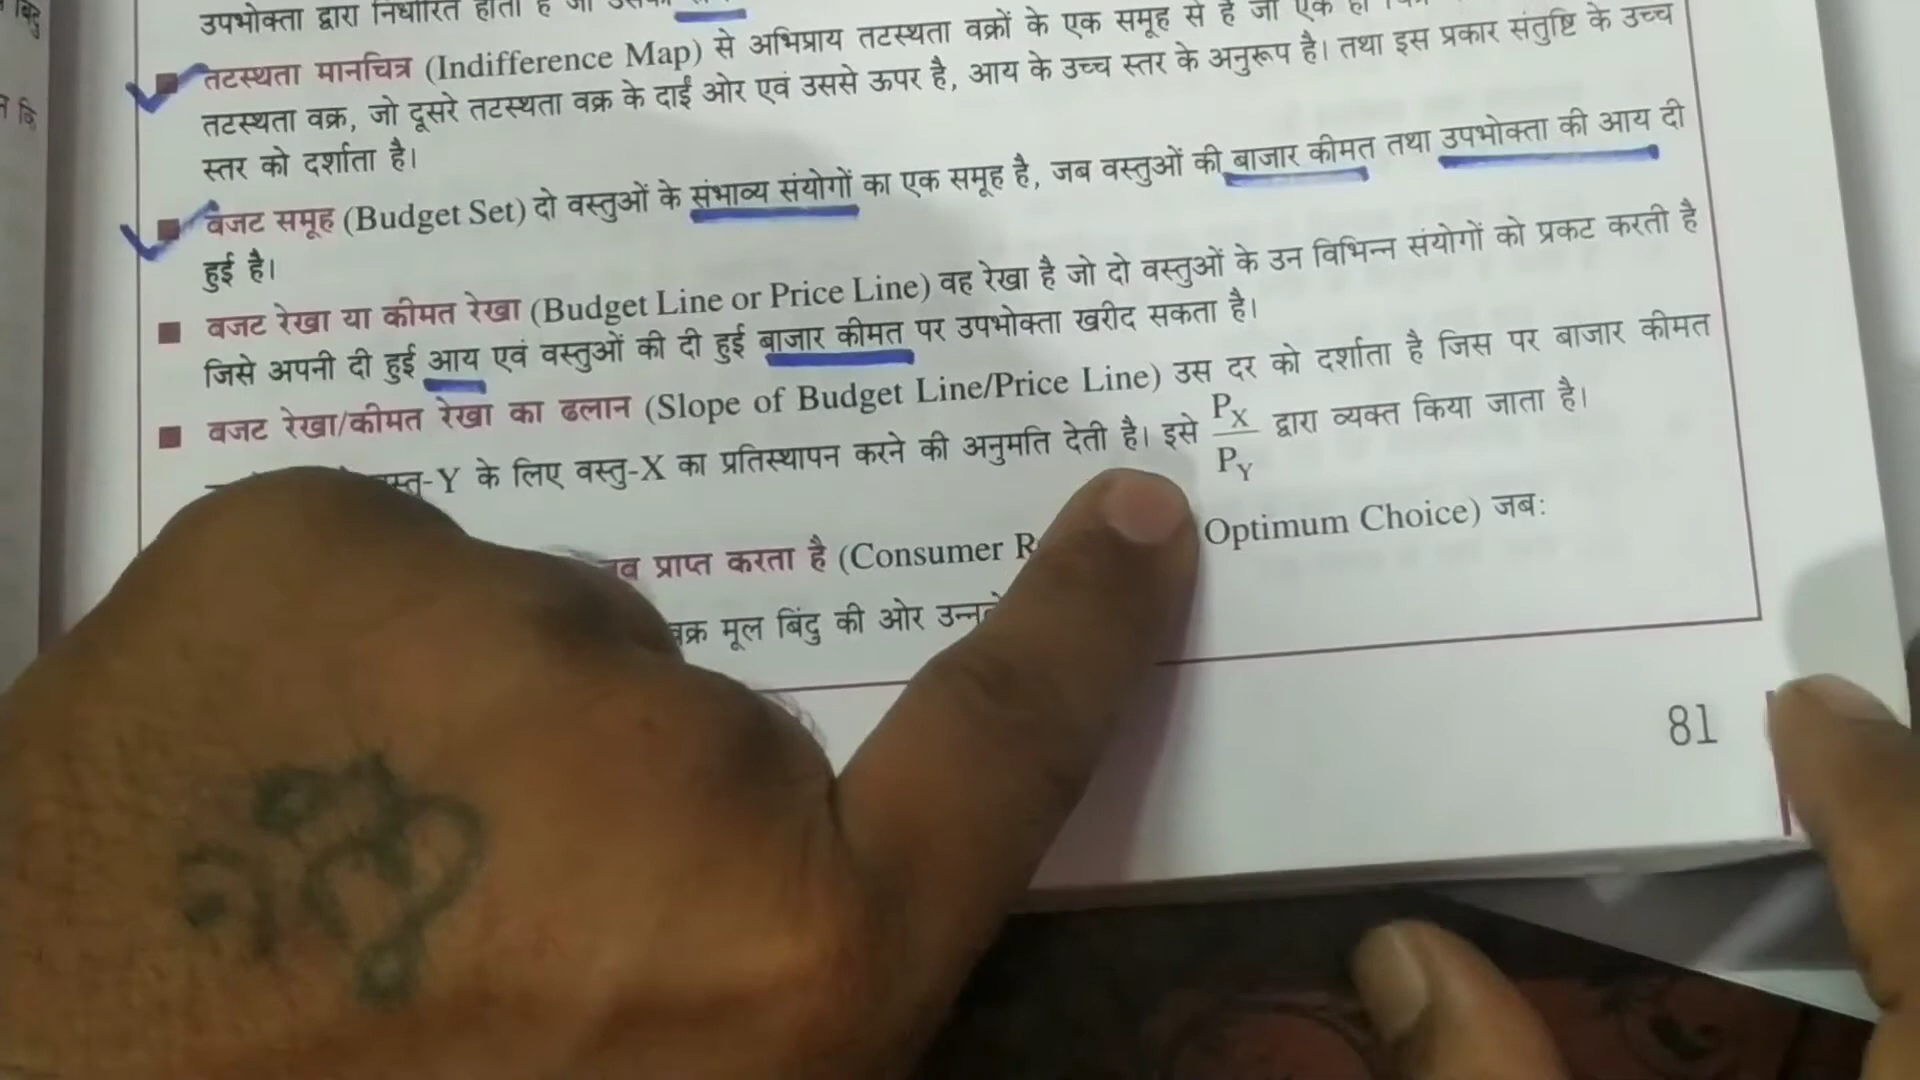 उपभोक्ता द्वारा निर्धारित होता है जो
तटस्थता मानचित्र (Indifference Map) से अभिप्राय तटस्थता वक्रों के एक समूह से है जो एक ही
तटस्थता वक्र, जो दूसरे तटस्थता वक्र के दाईं ओर एवं उससे ऊपर है, आय के उच्च स्तर के अनुरूप है। तथा इस प्रकार संतुष्टि के उच्च
स्तर को दर्शाता है।
बजट समूह (Budget Set) दो वस्तुओं के संभाव्य संयोगों का एक समूह है, जब वस्तुओं की बाजार कीमत तथा उपभोक्ता की आय दी
हुई है।
बजट रेखा या कीमत रेखा (Budget Line or Price Line) वह रेखा है जो दो वस्तुओं के उन विभिन्न संयोगों को प्रकट करती है
जिसे अपनी दी हुई आय एवं वस्तुओं की दी हुई बाजार कीमत पर उपभोक्ता खरीद सकता है।
बजट रेखा/कीमत रेखा का ढलान (Slope of Budget Line/Price Line) उस दर को दर्शाता है जिस पर बाजार कीमत
-Y के लिए वस्तु-X का प्रतिस्थापन करने की अनुमति देती है। इसे PX/PY द्वारा व्यक्त किया जाता है।
प्राप्त करता है (Consumer Optimum Choice) जब:
वक्र मूल बिंदु की ओर
81